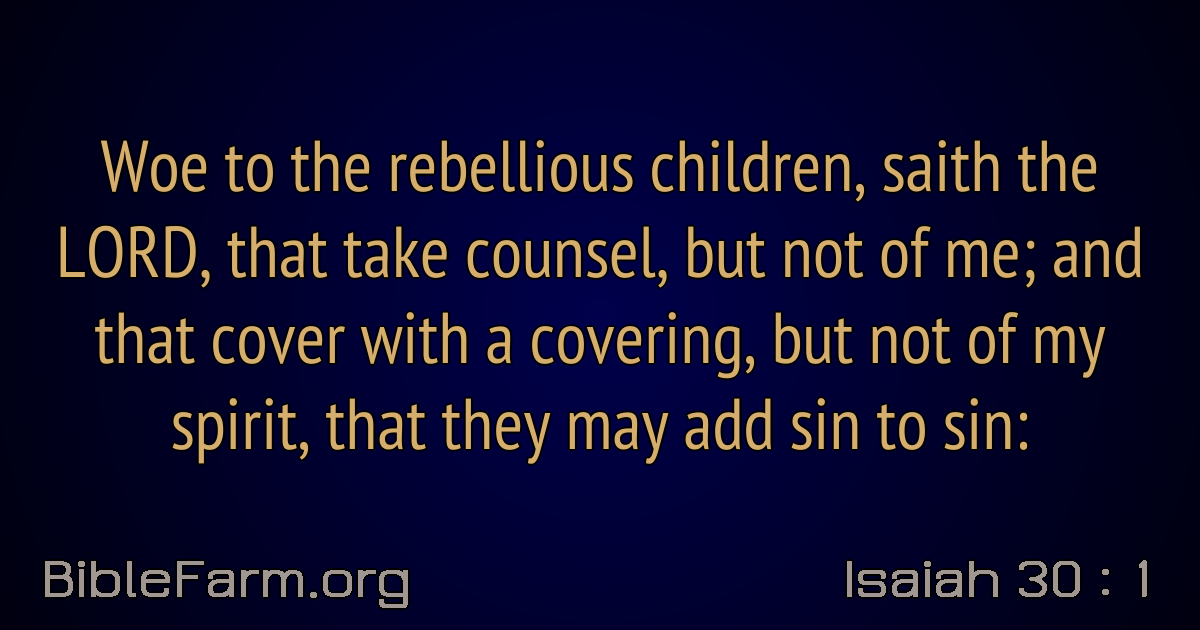 Woe to the rebellious children, saith the
LORD, that take counsel, but not of me; and
that cover with a covering, but not of my
spirit, that they may add sin to sin:
BibleFarm.org
Isaiah 30 : 1